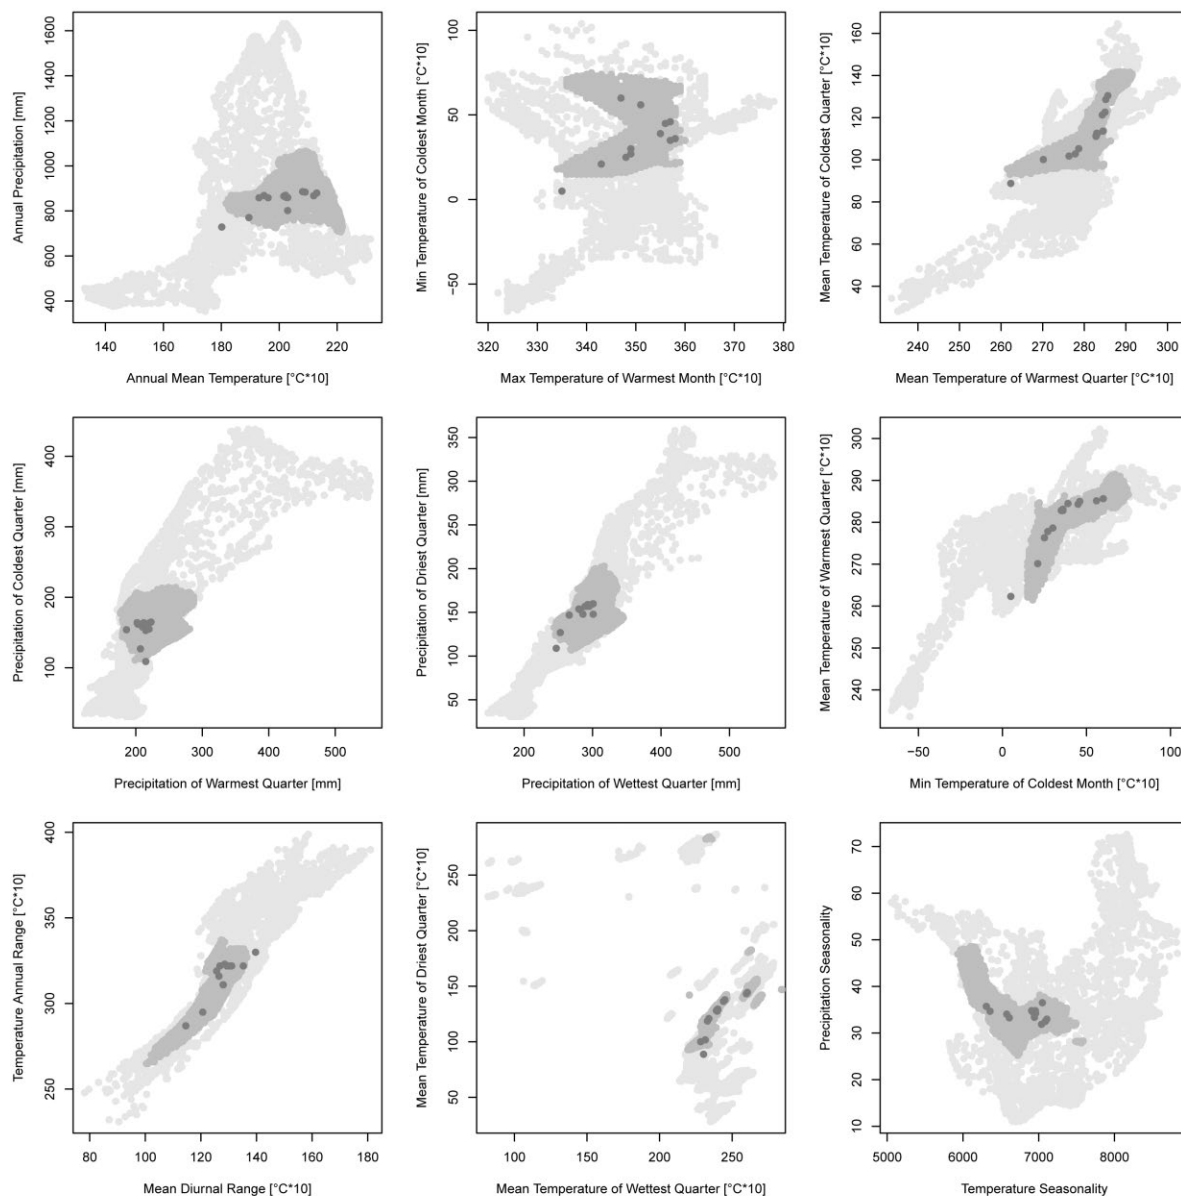 Annual Precipitation [mm]
400 600 800 1000 1200 1400 1600
140 160 180 200 220
Annual Mean Temperature [°C*10]
Min Temperature of Coldest Month [°C*10]
−50 0 50 100
320 330 340 350 360 370 380
Max Temperature of Warmest Month [°C*10]
Mean Temperature of Coldest Quarter [°C*10]
40 60 80 100 120 140 160
240 250 260 270 280 290 300
Mean Temperature of Warmest Quarter [°C*10]
Precipitation of Coldest Quarter [mm]
100 200 300 400
200 300 400 500
Precipitation of Warmest Quarter [mm]
Precipitation of Driest Quarter [mm]
50 100 150 200 250 300 350
200 300 400 500
Precipitation of Wettest Quarter [mm]
Mean Temperature of Warmest Quarter [°C*10]
240 250 260 270 280 290 300
−50 0 50 100
Min Temperature of Coldest Month [°C*10]
Temperature Annual Range [°C*10]
250 300 350 400
80 100 120 140 160 180
Mean Diurnal Range [°C*10]
Mean Temperature of Driest Quarter [°C*10]
50 100 150 200 250
100 150 200 250
Mean Temperature of Wettest Quarter [°C*10]
Precipitation Seasonality
10 20 30 40 50 60 70
5000 6000 7000 8000
Temperature Seasonality